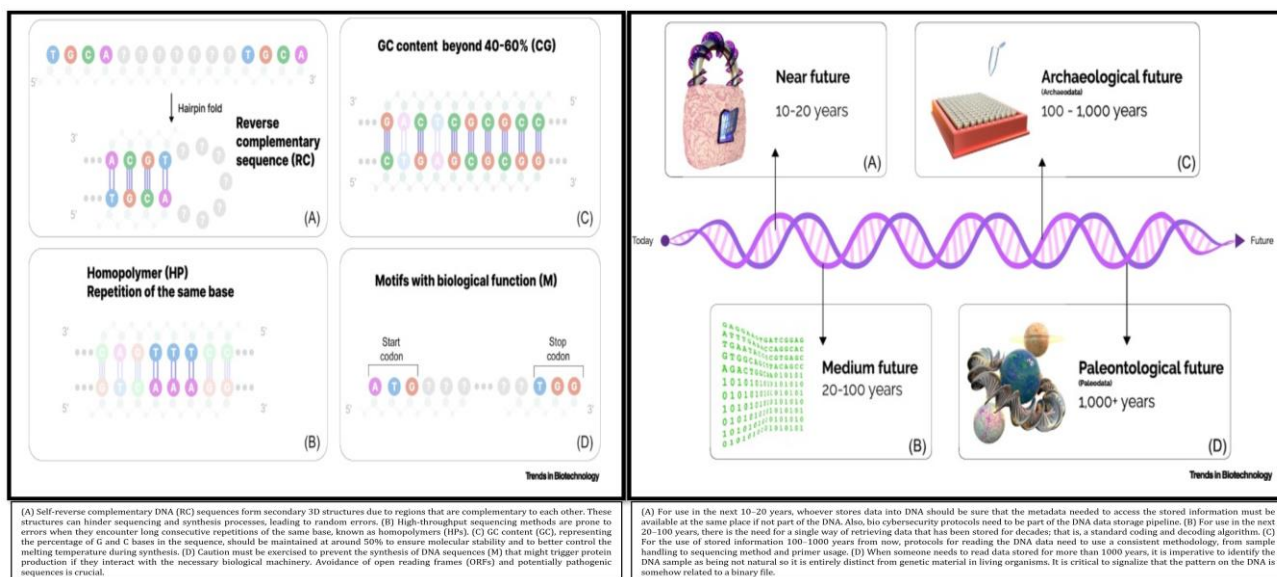 T G C A ? ? ? ? ? ? ? T G C A
5'
3'
Hairpin fold
3'
Reverse
complementary
sequence (RC)
A C G T
T G C A
5'
(A)
GC content beyond 40-60% (CG)
5'
G A C T C G C G C C
C T G A G C G C G G
3'
(C)
Homopolymer (HP)
Repetition of the same base
3'
T T T
A A A
5'
(B)
Motifs with biological function (M)
Start
codon
Stop
codon
A T G ? ? ? ? ? T G G
5'
3'
(D)
Trends in Biotechnology
Near future
10-20 years
(A)
Archaeological future
(Archaeodata)
100 - 1,000 years
(C)
Today
Future
Medium future
20-100 years
(B)
Paleontological future
(Paleodata)
1,000+ years
(D)
Trends in Biotechnology
(A) Self-reverse complementary DNA (RC) sequences form secondary 3D structures due to regions that are complementary to each other. These
structures can hinder sequencing and synthesis processes, leading to random errors. (B) High-throughput sequencing methods are prone to
errors when they encounter long consecutive repetitions of the same base, known as homopolymers (HPs). (C) GC content (GC), representing
the percentage of G and C bases in the sequence, should be maintained at around 50% to ensure molecular stability and to better control the
melting temperature during synthesis. (D) Caution must be exercised to prevent the synthesis of DNA sequences (M) that might trigger protein
production if they interact with the necessary biological machinery. Avoidance of open reading frames (ORFs) and potentially pathogenic
sequences is crucial.
(A) For use in the next 10–20 years, whoever stores data into DNA should be sure that the metadata needed to access the stored information must be
available at the same place if not part of the DNA. Also, bio cybersecurity protocols need to be part of the DNA data storage pipeline. (B) For use in the next
20–100 years, there is the need for a single way of retrieving data that has been stored for decades; that is, a standard coding and decoding algorithm. (C)
For the use of stored information 100–1000 years from now, protocols for reading the DNA data need to use a consistent methodology, from sample
handling to sequencing method and primer usage. (D) When someone needs to read data stored for more than 1000 years, it is imperative to identify the
DNA sample as being not natural so it is entirely distinct from genetic material in living organisms. It is critical to signalize that the pattern on the DNA is
somehow related to a binary file.